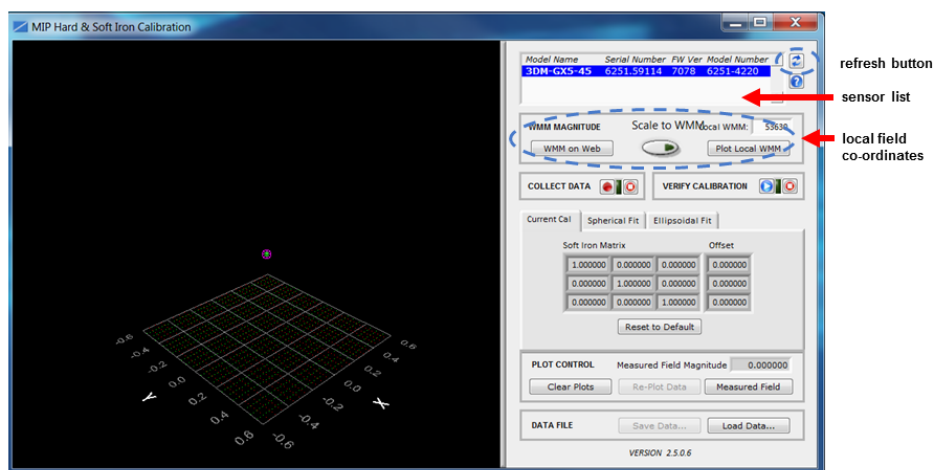 MIP Hard & Soft Iron Calibration
Model Name Serial Number FW Ver Model Number
3DM-GX5-45 6251.59114 7078 6251-4220
refresh button
sensor list
WMM MAGNITUDE Scale to WMM ocal WMM: 53630
WMM on Web Plot Local WMM
local field
co-ordinates
COLLECT DATA VERIFY CALIBRATION
Current Cal Spherical Fit Ellipsoidal Fit
Soft Iron Matrix Offset
1.000000 0.000000 0.000000 0.000000
0.000000 1.000000 0.000000 0.000000
0.000000 0.000000 1.000000 0.000000
Reset to Default
PLOT CONTROL Measured Field Magnitude 0.000000
Clear Plots Re-Plot Data Measured Field
DATA FILE Save Data... Load Data...
VERSION 2.5.0.6
-0.6
-0.4
-0.2
0.0
0.2
0.4
0.6
Y
0.6
0.4
0.2
0.0
-0.2
-0.4
-0.6
X